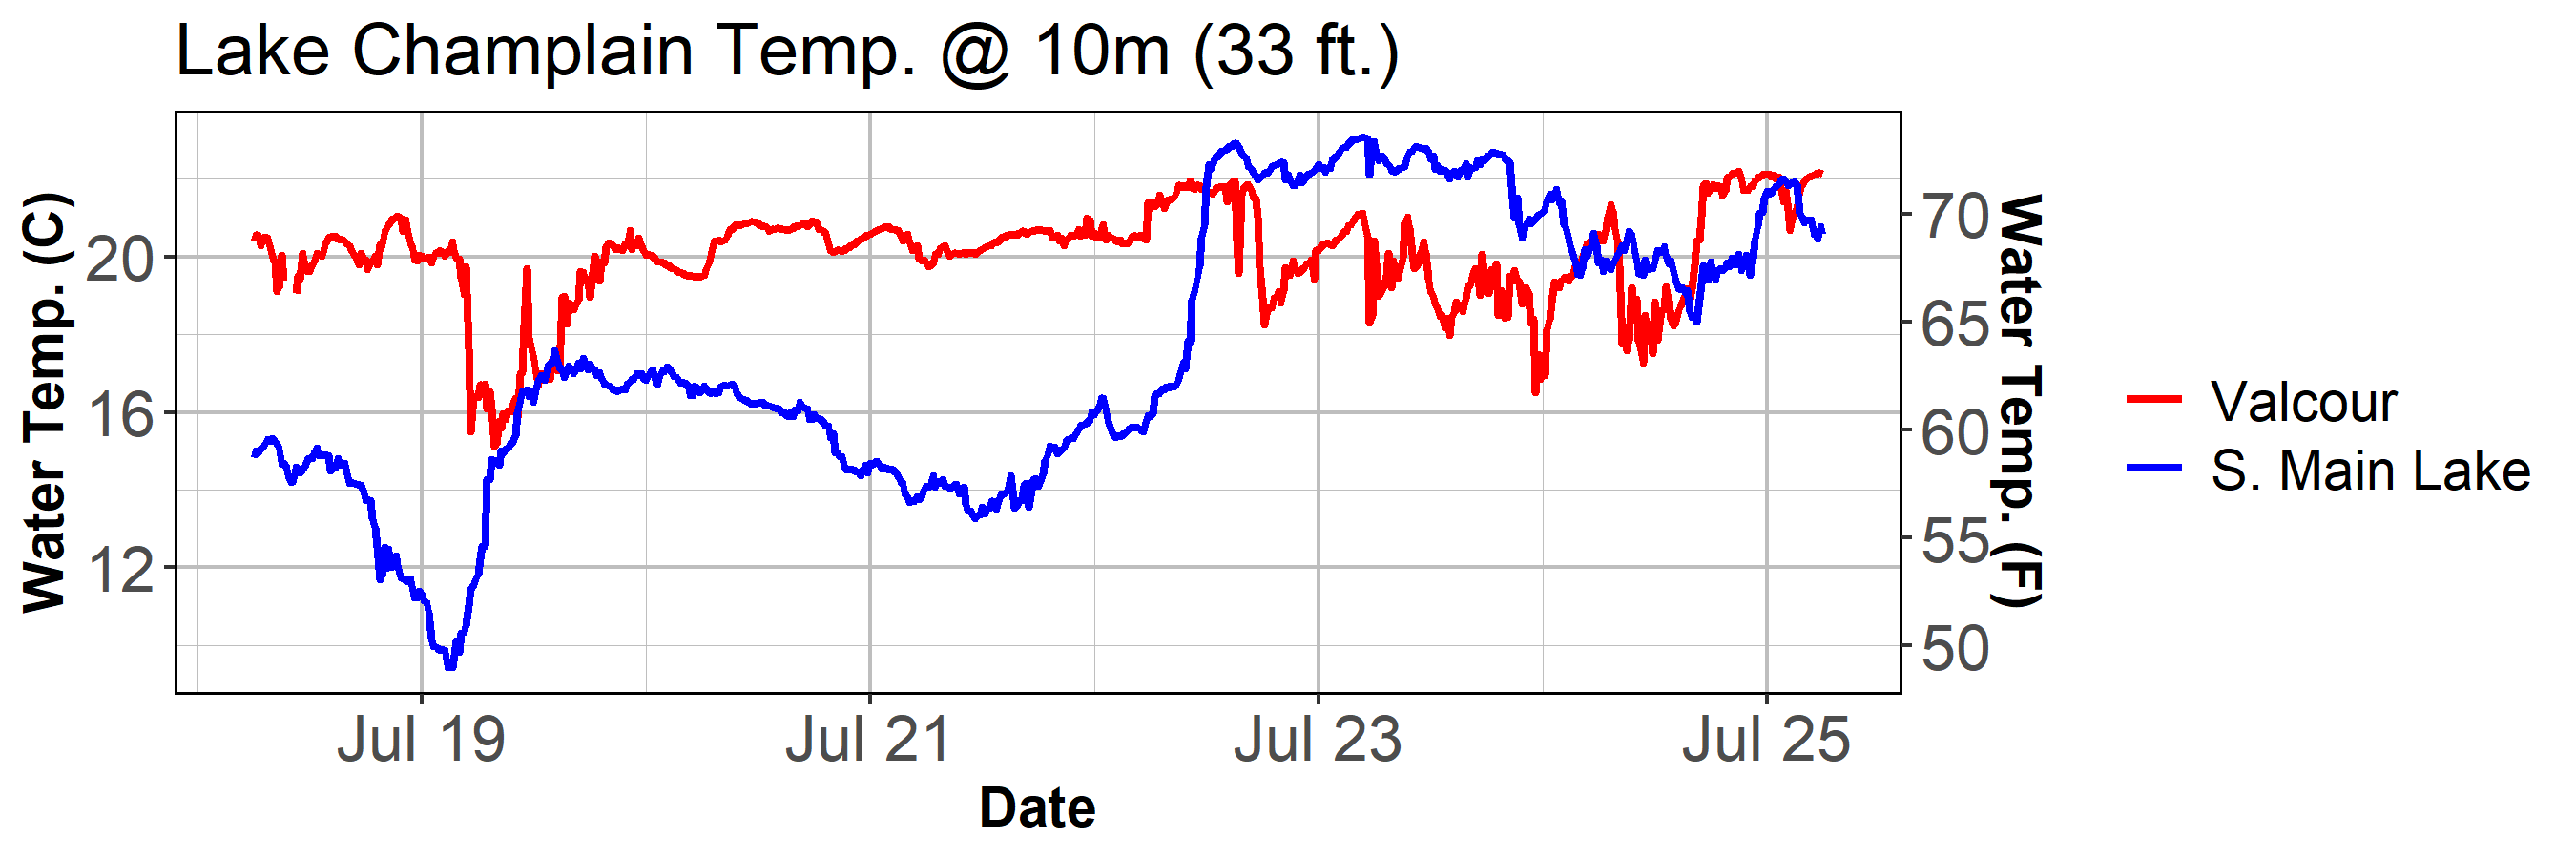 Lake Champlain Temp. @ 10m (33 ft.)
Water Temp. (C)
20
16
12
70
65
60
55
50
Water Temp. (F)
Valcour
S. Main Lake
Jul 19
Jul 21
Jul 23
Jul 25
Date